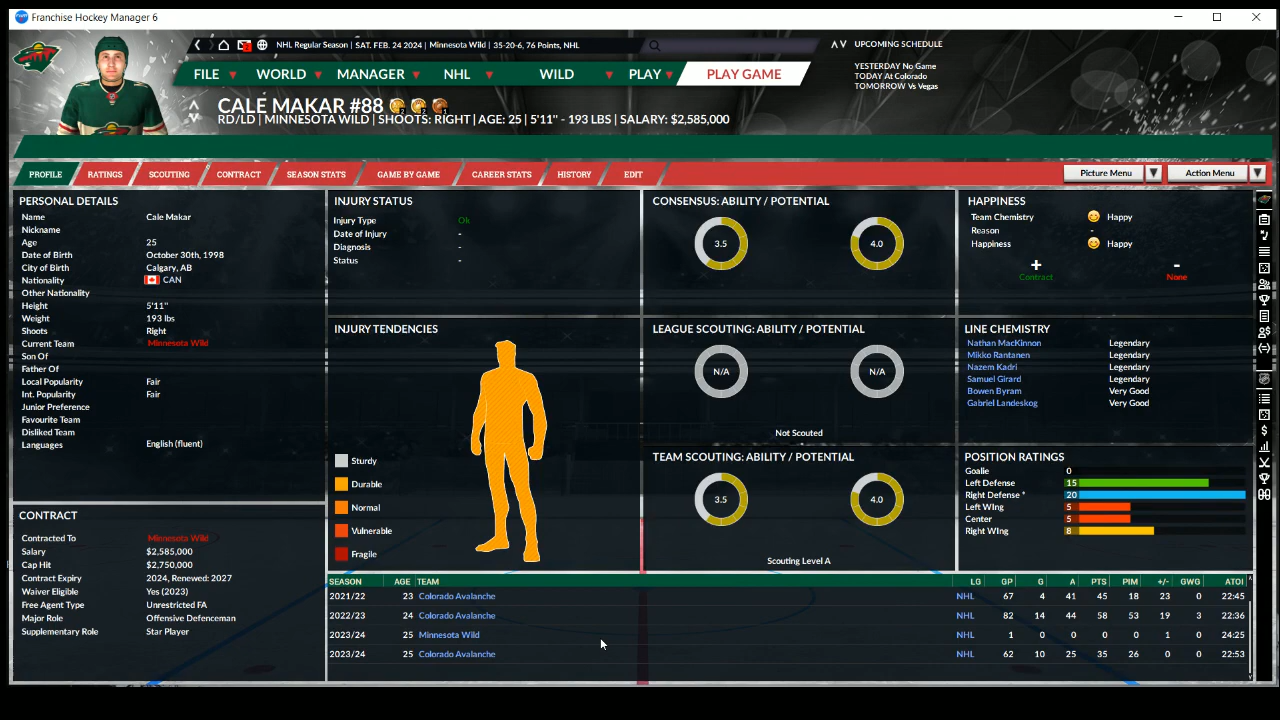 Franchise Hockey Manager 6
NHL Regular Season | SAT. FEB. 24 2024 | Minnesota Wild | 35-20-6, 76 Points, NHL
UPCOMING SCHEDULE
YESTERDAY No Game
TODAY At Colorado
TOMORROW Vs Vegas
FILE WORLD MANAGER NHL WILD PLAY PLAY GAME
CALE MAKAR #88
RD/LD | MINNESOTA WILD | SHOOTS: RIGHT | AGE: 25 | 5'11" - 193 LBS | SALARY: $2,585,000
PROFILE RATINGS SCOUTING CONTRACT SEASON STATS GAME BY GAME CAREER STATS HISTORY EDIT Picture Menu Action Menu
PERSONAL DETAILS
Name Cale Makar
Nickname
Age 25
Date of Birth October 30th, 1998
City of Birth Calgary, AB
Nationality CAN
Other Nationality
Height 5'11"
Weight 193 lbs
Shoots Right
Current Team Minnesota Wild
Son Of
Father Of
Local Popularity Fair
Int. Popularity Fair
Junior Preference
Favourite Team
Disliked Team
Languages English (fluent)
CONTRACT
Contracted To Minnesota Wild
Salary $2,585,000
Cap Hit $2,750,000
Contract Expiry 2024, Renewed: 2027
Waiver Eligible Yes (2023)
Free Agent Type Unrestricted FA
Major Role Offensive Defenceman
Supplementary Role Star Player
INJURY STATUS
Injury Type Ok
Date of Injury -
Diagnosis -
Status -
INJURY TENDENCIES
Sturdy
Durable
Normal
Vulnerable
Fragile
CONSENSUS: ABILITY / POTENTIAL
3.5 4.0
LEAGUE SCOUTING: ABILITY / POTENTIAL
N/A N/A
Not Scouted
TEAM SCOUTING: ABILITY / POTENTIAL
3.5 4.0
Scouting Level A
HAPPINESS
Team Chemistry Happy
Reason -
Happiness Happy
+ -
Contract None
LINE CHEMISTRY
Nathan MacKinnon Legendary
Mikko Rantanen Legendary
Nazem Kadri Legendary
Samuel Girard Legendary
Bowen Byram Very Good
Gabriel Landeskog Very Good
POSITION RATINGS
Goalie 0
Left Defense 15
Right Defense * 20
Left WIng 5
Center 5
Right WIng 8
SEASON AGE TEAM LG GP G A PTS PIM +/- GWG ATOI
2021/22 23 Colorado Avalanche NHL 67 4 41 45 18 23 0 22:45
2022/23 24 Colorado Avalanche NHL 82 14 44 58 53 19 3 22:36
2023/24 25 Minnesota Wild NHL 1 0 0 0 0 1 0 24:25
2023/24 25 Colorado Avalanche NHL 62 10 25 35 26 0 0 22:53